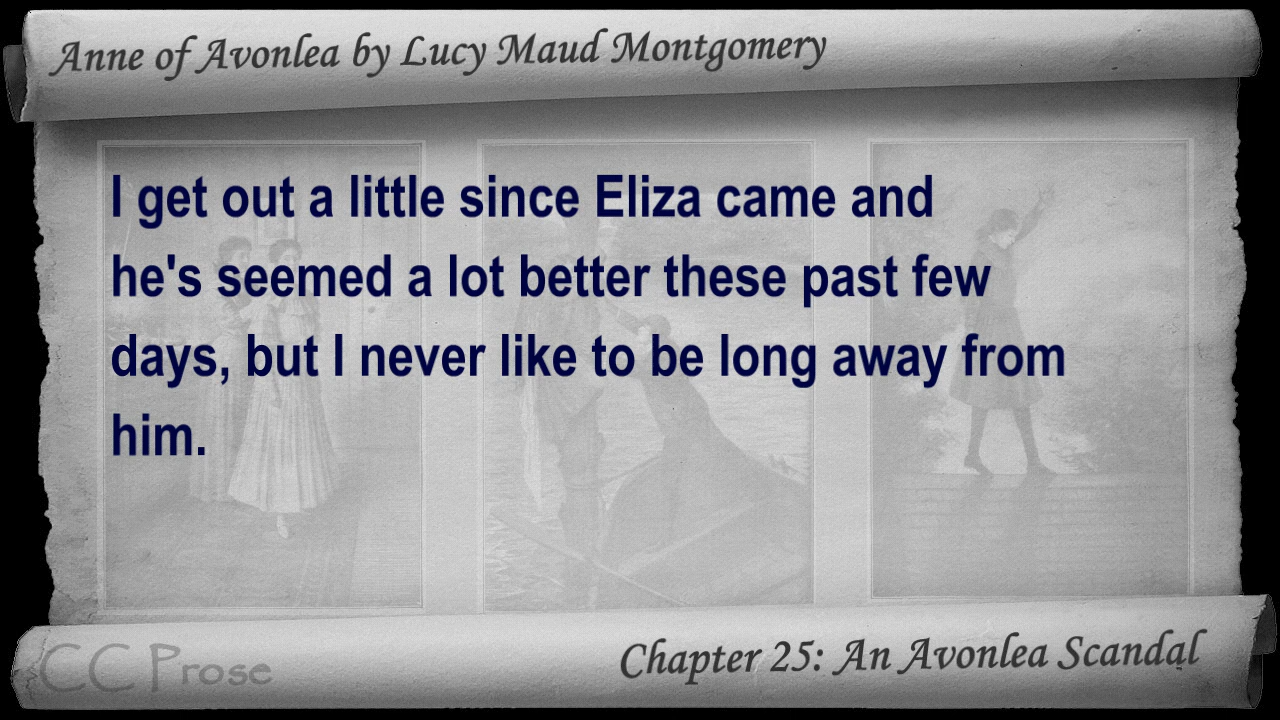 Anne of Avonlea by Lucy Maud Montgomery
I get out a little since Eliza came and
he's seemed a lot better these past few
days, but I never like to be long away from
him.
CC Prose
Chapter 25: An Avonlea Scandal